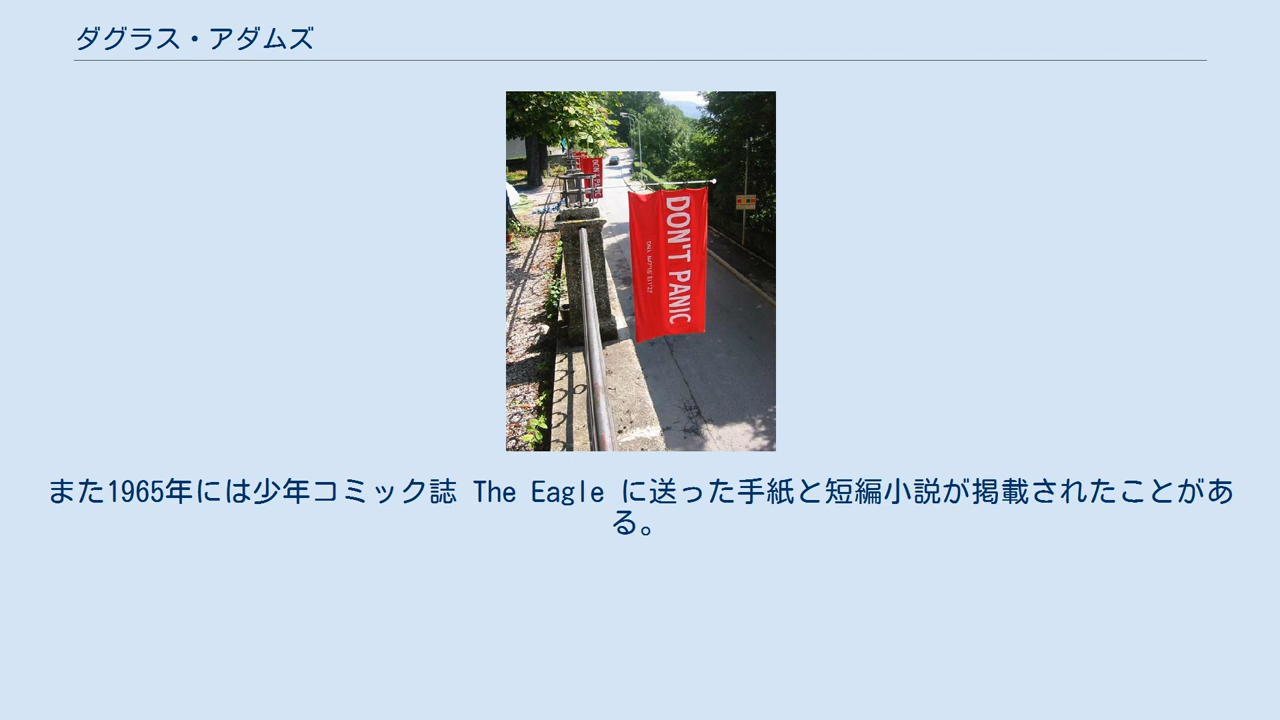 ダグラス・アダムズ
DON'T PANIC
DON'T PANIC
また1965年には少年コミック誌 The Eagle に送った手紙と短編小説が掲載されたことがあ
る。